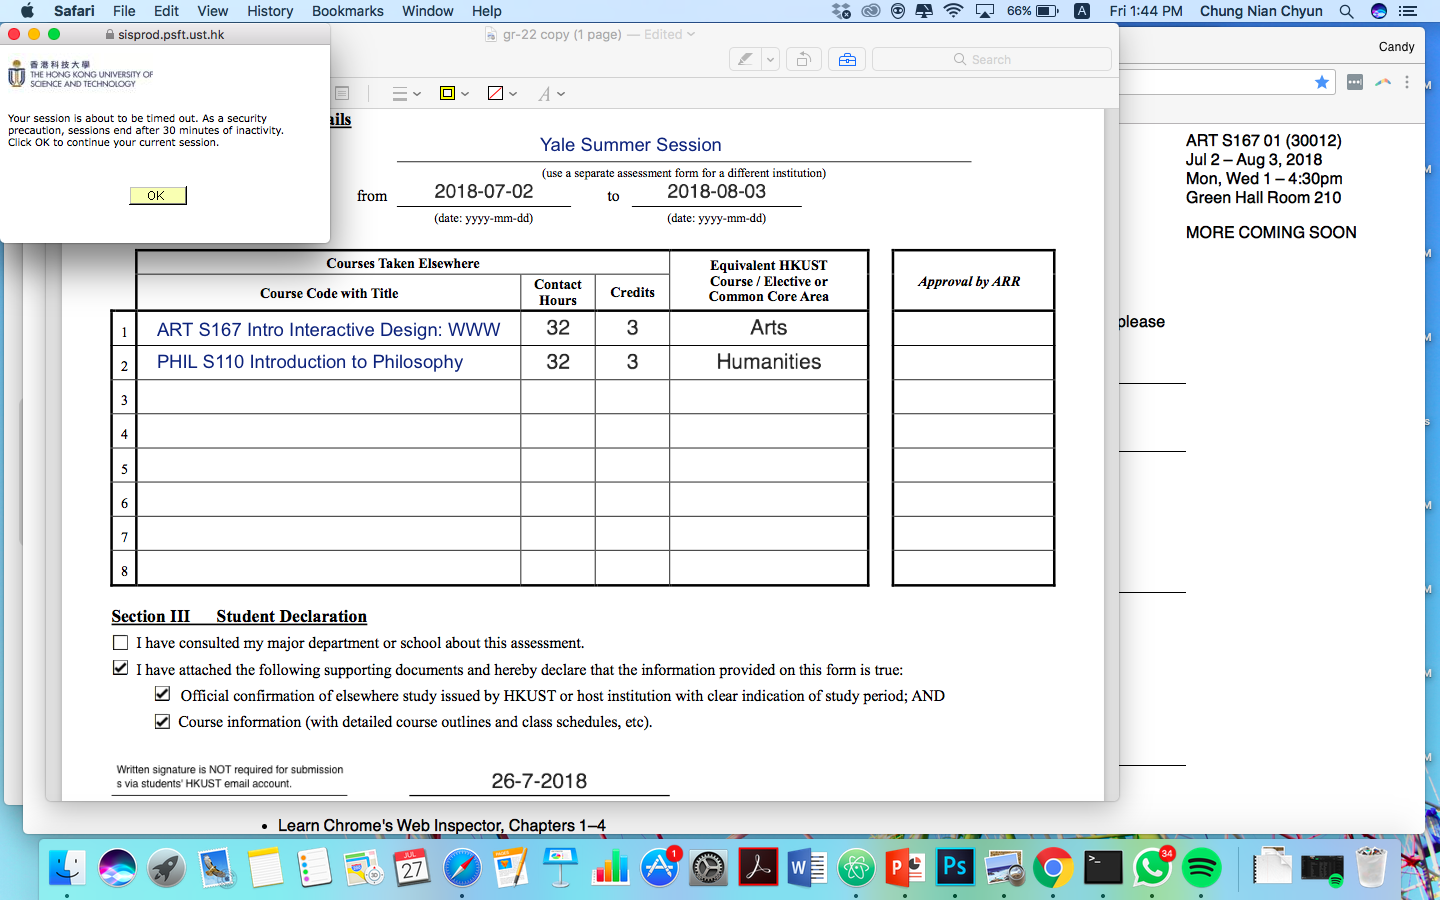 Safari File Edit View History Bookmarks Window Help 66% A Fri 1:44 PM Chung Nian Chyun
sisprod.psft.ust.hk
香港科技大學
THE HONG KONG UNIVERSITY OF
SCIENCE AND TECHNOLOGY
Your session is about to be timed out. As a security
precaution, sessions end after 30 minutes of inactivity.
Click OK to continue your current session.
OK
gr-22 copy (1 page) — Edited
Search
A
ails
Yale Summer Session
(use a separate assessment form for a different institution)
from 2018-07-02 to 2018-08-03
(date: yyyy-mm-dd) (date: yyyy-mm-dd)
Courses Taken Elsewhere
Course Code with Title
Contact
Hours
Credits
Equivalent HKUST
Course / Elective or
Common Core Area
Approval by ARR
1 ART S167 Intro Interactive Design: WWW 32 3 Arts
2 PHIL S110 Introduction to Philosophy 32 3 Humanities
3
4
5
6
7
8
Section III Student Declaration
I have consulted my major department or school about this assessment.
I have attached the following supporting documents and hereby declare that the information provided on this form is true:
Official confirmation of elsewhere study issued by HKUST or host institution with clear indication of study period; AND
Course information (with detailed course outlines and class schedules, etc).
Written signature is NOT required for submission
s via students' HKUST email account.
26-7-2018
Candy
ART S167 01 (30012)
Jul 2 – Aug 3, 2018
Mon, Wed 1 – 4:30pm
Green Hall Room 210
MORE COMING SOON
please
• Learn Chrome's Web Inspector, Chapters 1–4
JUL
27
3D
1
W
P
Ps
>_
34